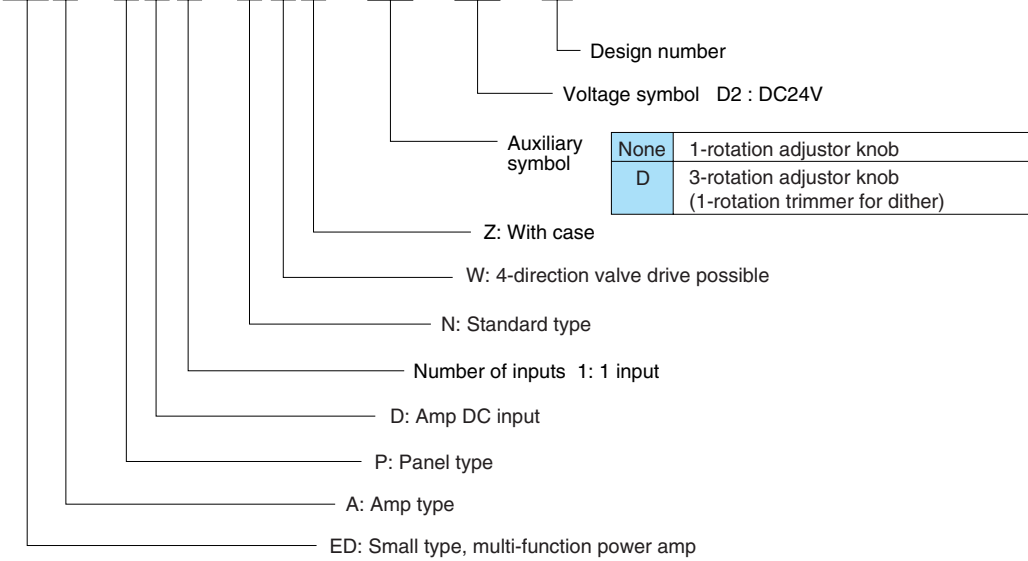 Design number
Voltage symbol D2 : DC24V
Auxiliary
symbol
None 1-rotation adjustor knob
D 3-rotation adjustor knob
(1-rotation trimmer for dither)
Z: With case
W: 4-direction valve drive possible
N: Standard type
Number of inputs 1: 1 input
D: Amp DC input
P: Panel type
A: Amp type
ED: Small type, multi-function power amp